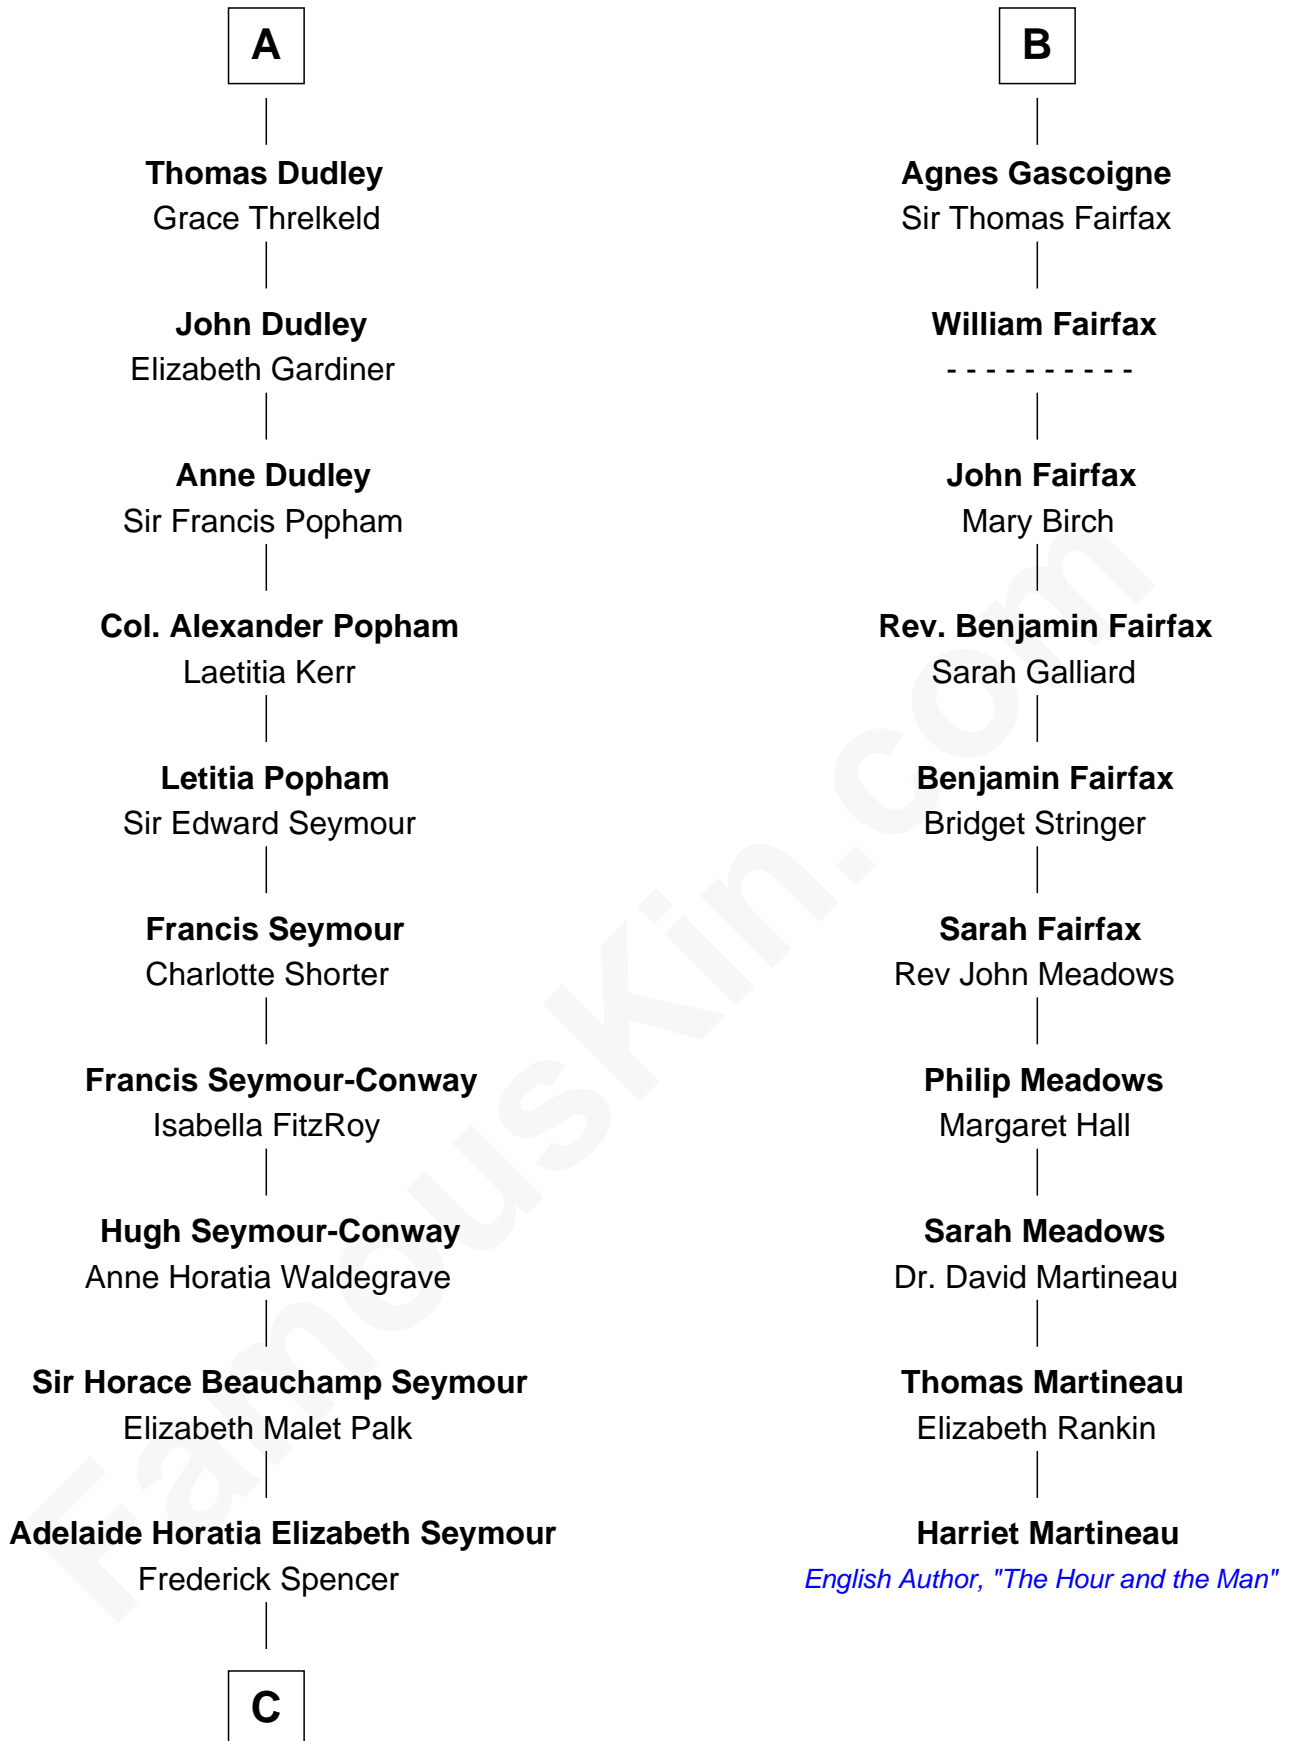 A
Thomas Dudley
Grace Threlkeld
John Dudley
Elizabeth Gardiner
Anne Dudley
Sir Francis Popham
Col. Alexander Popham
Laetitia Kerr
Letitia Popham
Sir Edward Seymour
Francis Seymour
Charlotte Shorter
Francis Seymour-Conway
Isabella FitzRoy
Hugh Seymour-Conway
Anne Horatia Waldegrave
Sir Horace Beauchamp Seymour
Elizabeth Malet Palk
Adelaide Horatia Elizabeth Seymour
Frederick Spencer
C
B
Agnes Gascoigne
Sir Thomas Fairfax
William Fairfax
- - - - - - - - - -
John Fairfax
Mary Birch
Rev. Benjamin Fairfax
Sarah Galliard
Benjamin Fairfax
Bridget Stringer
Sarah Fairfax
Rev John Meadows
Philip Meadows
Margaret Hall
Sarah Meadows
Dr. David Martineau
Thomas Martineau
Elizabeth Rankin
Harriet Martineau
English Author, "The Hour and the Man"
FamousKin.com